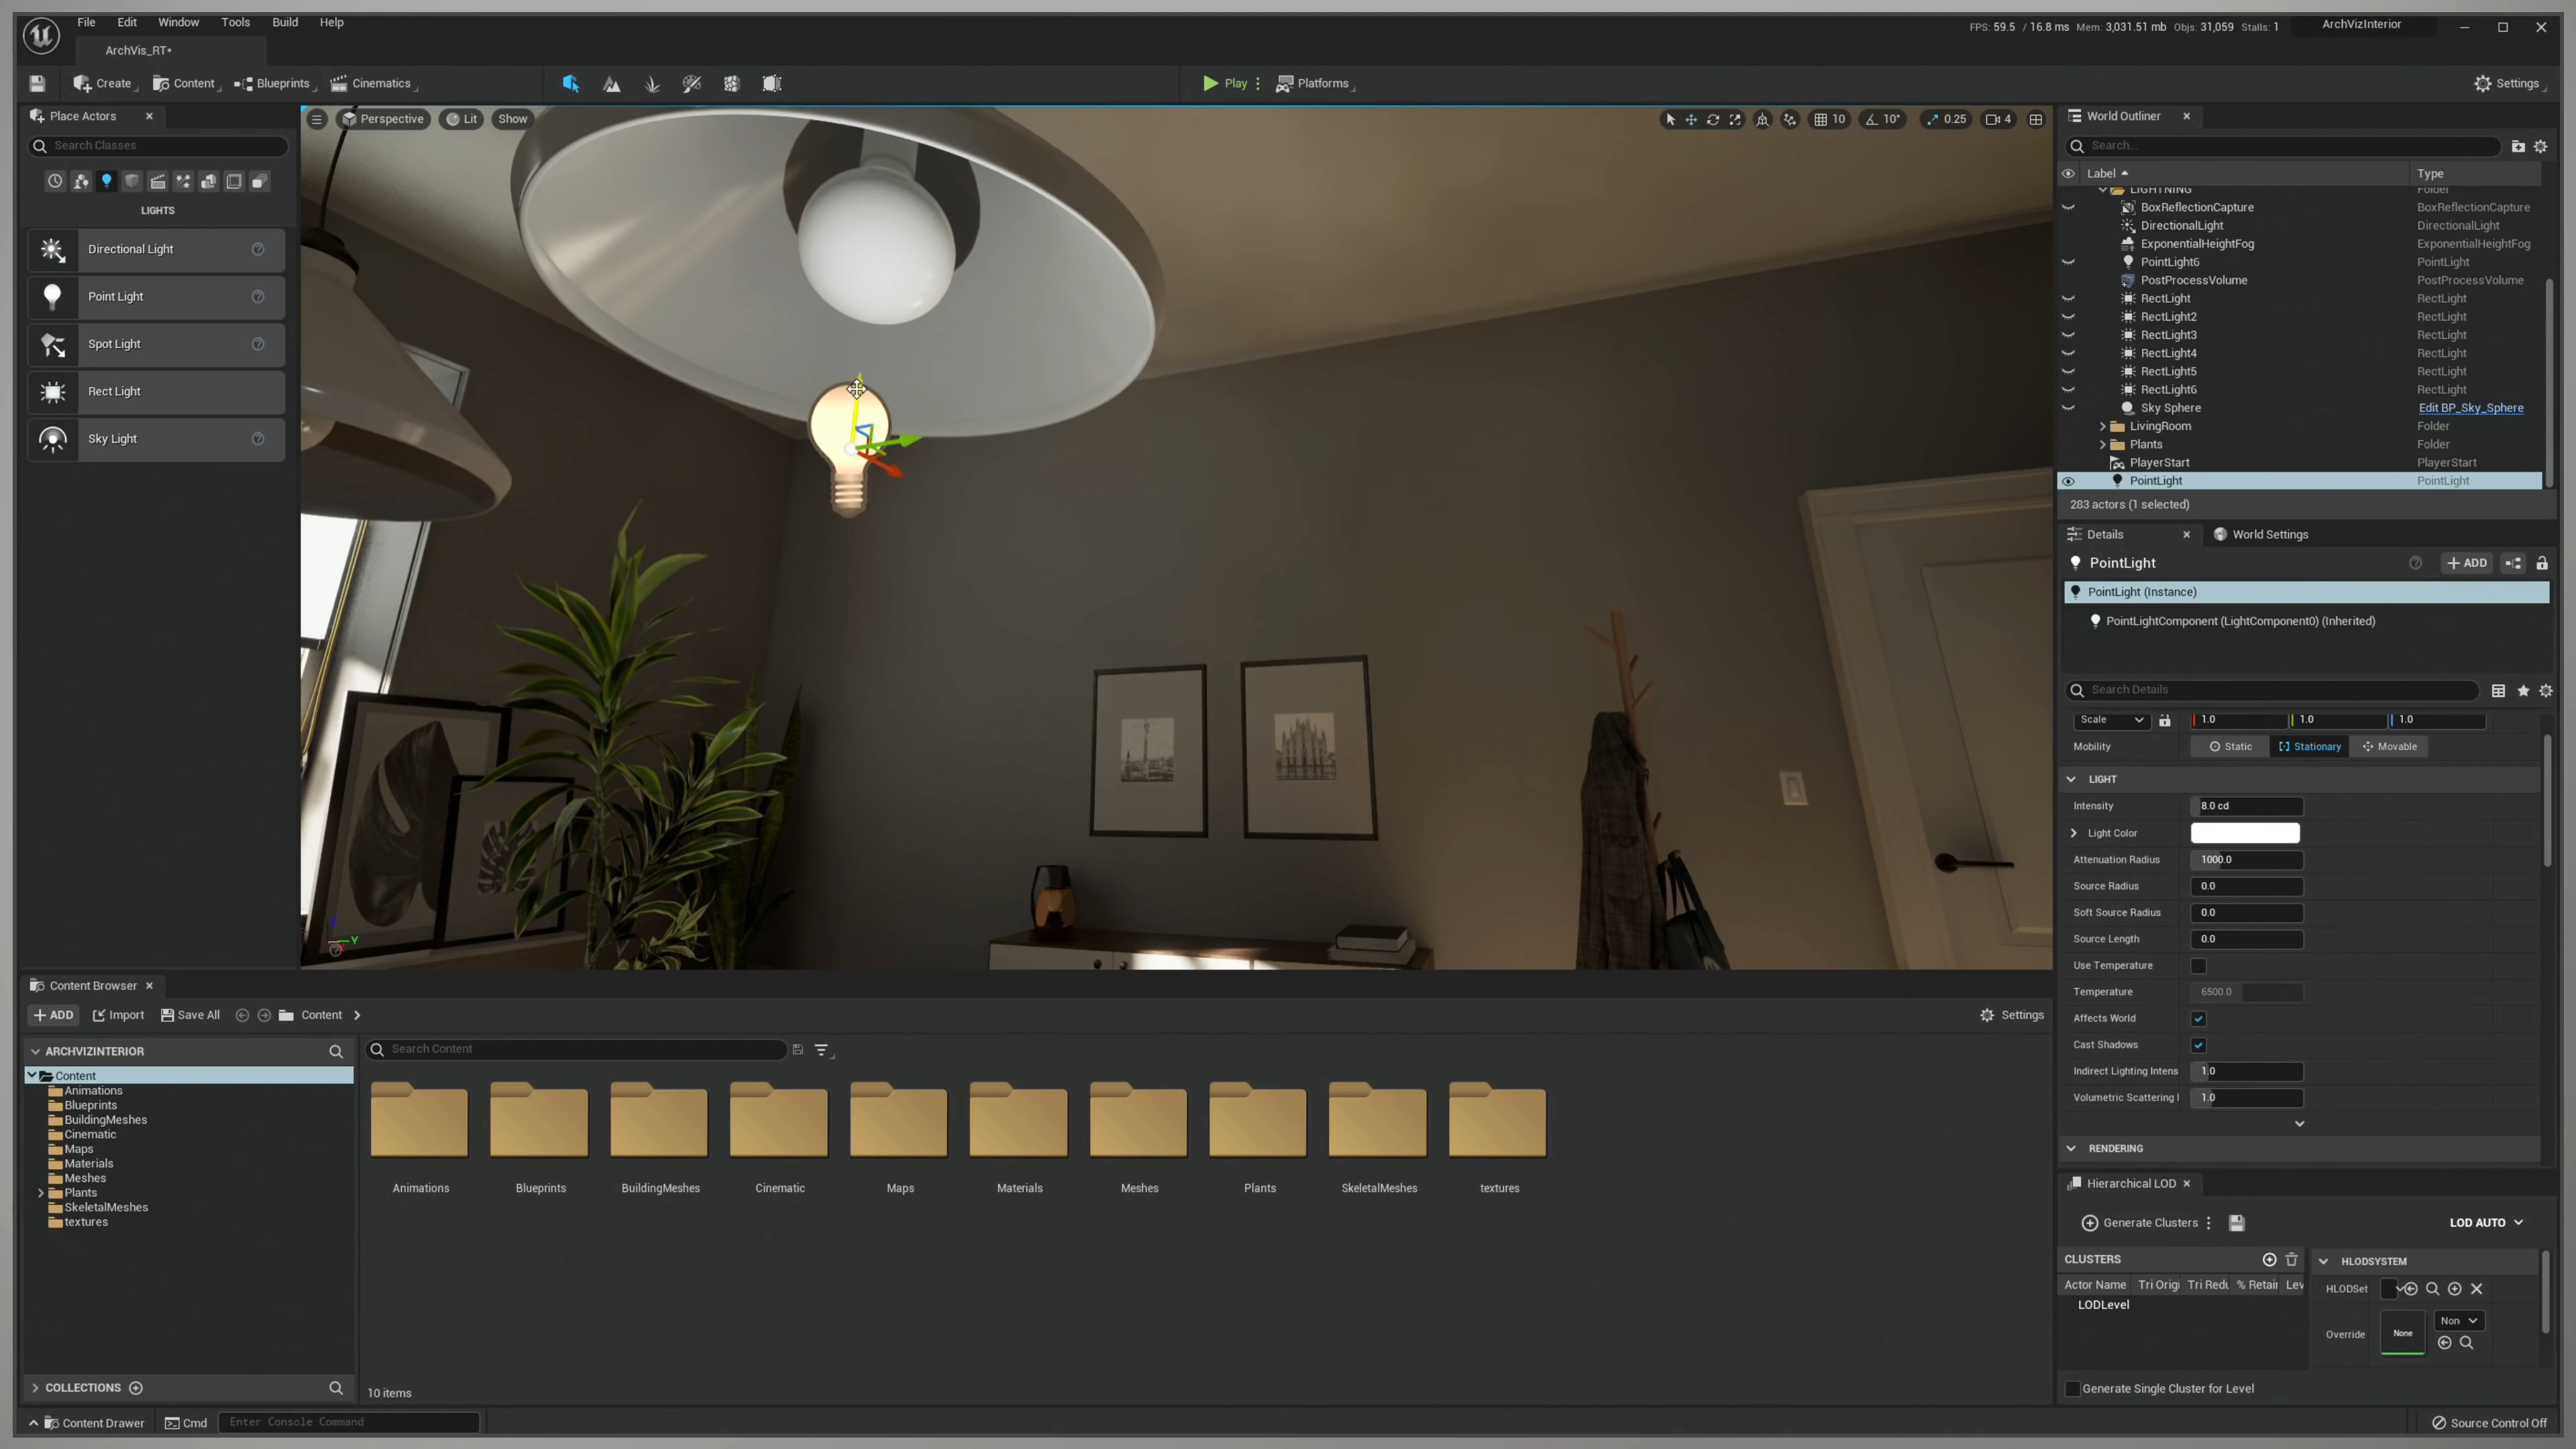 File Edit Window Tools Build Help
FPS: 59.5 / 16.8 ms Mem: 3,031.51 mb Objs: 31,059 Stalls: 1
ArchVizInterior
ArchVis_RT*
Create Content Blueprints Cinematics
Play Platforms
Settings
Place Actors
Search Classes
LIGHTS
Directional Light
Point Light
Spot Light
Rect Light
Sky Light
Perspective Lit Show
10 10° 0.25 4
Y
World Outliner
Search...
Label Type
LIGHTNING Folder
BoxReflectionCapture BoxReflectionCapture
DirectionalLight DirectionalLight
ExponentialHeightFog ExponentialHeightFog
PointLight6 PointLight
PostProcessVolume PostProcessVolume
RectLight RectLight
RectLight2 RectLight
RectLight3 RectLight
RectLight4 RectLight
RectLight5 RectLight
RectLight6 RectLight
Sky Sphere Edit BP_Sky_Sphere
LivingRoom Folder
Plants Folder
PlayerStart PlayerStart
PointLight PointLight
283 actors (1 selected)
Details World Settings
PointLight
ADD
PointLight (Instance)
PointLightComponent (LightComponent0) (Inherited)
Search Details
Scale 1.0 1.0 1.0
Mobility Static Stationary Movable
LIGHT
Intensity 8.0 cd
Light Color
Attenuation Radius 1000.0
Source Radius 0.0
Soft Source Radius 0.0
Source Length 0.0
Use Temperature
Temperature 6500.0
Affects World
Cast Shadows
Indirect Lighting Intens 1.0
Volumetric Scattering I 1.0
RENDERING
Hierarchical LOD
Generate Clusters
LOD AUTO
CLUSTERS
Actor Name Tri Orig Tri Redu % Retain Lev
LODLevel
HLODSYSTEM
HLODSet
Override None Non
Generate Single Cluster for Level
Content Browser
ADD Import Save All Content
Settings
ARCHVIZINTERIOR
Content
Animations
Blueprints
BuildingMeshes
Cinematic
Maps
Materials
Meshes
Plants
SkeletalMeshes
textures
COLLECTIONS
Search Content
Animations Blueprints BuildingMeshes Cinematic Maps Materials Meshes Plants SkeletalMeshes textures
10 items
Content Drawer Cmd Enter Console Command
Source Control Off